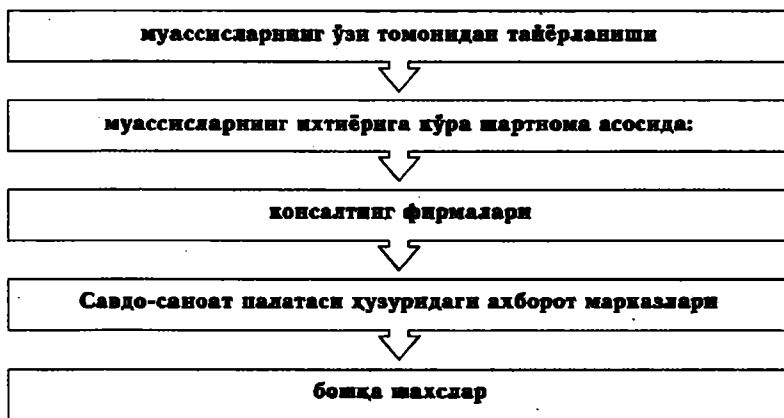 муассисларнинг ўзи томонидан тайёрланиши
муассисларнинг ихтиёрига кўра шартнома асосида:
консалтинг фирмалари
Савдо-саноат палатаси ҳузуридаги ахборот марказлари
бошқа шахслар